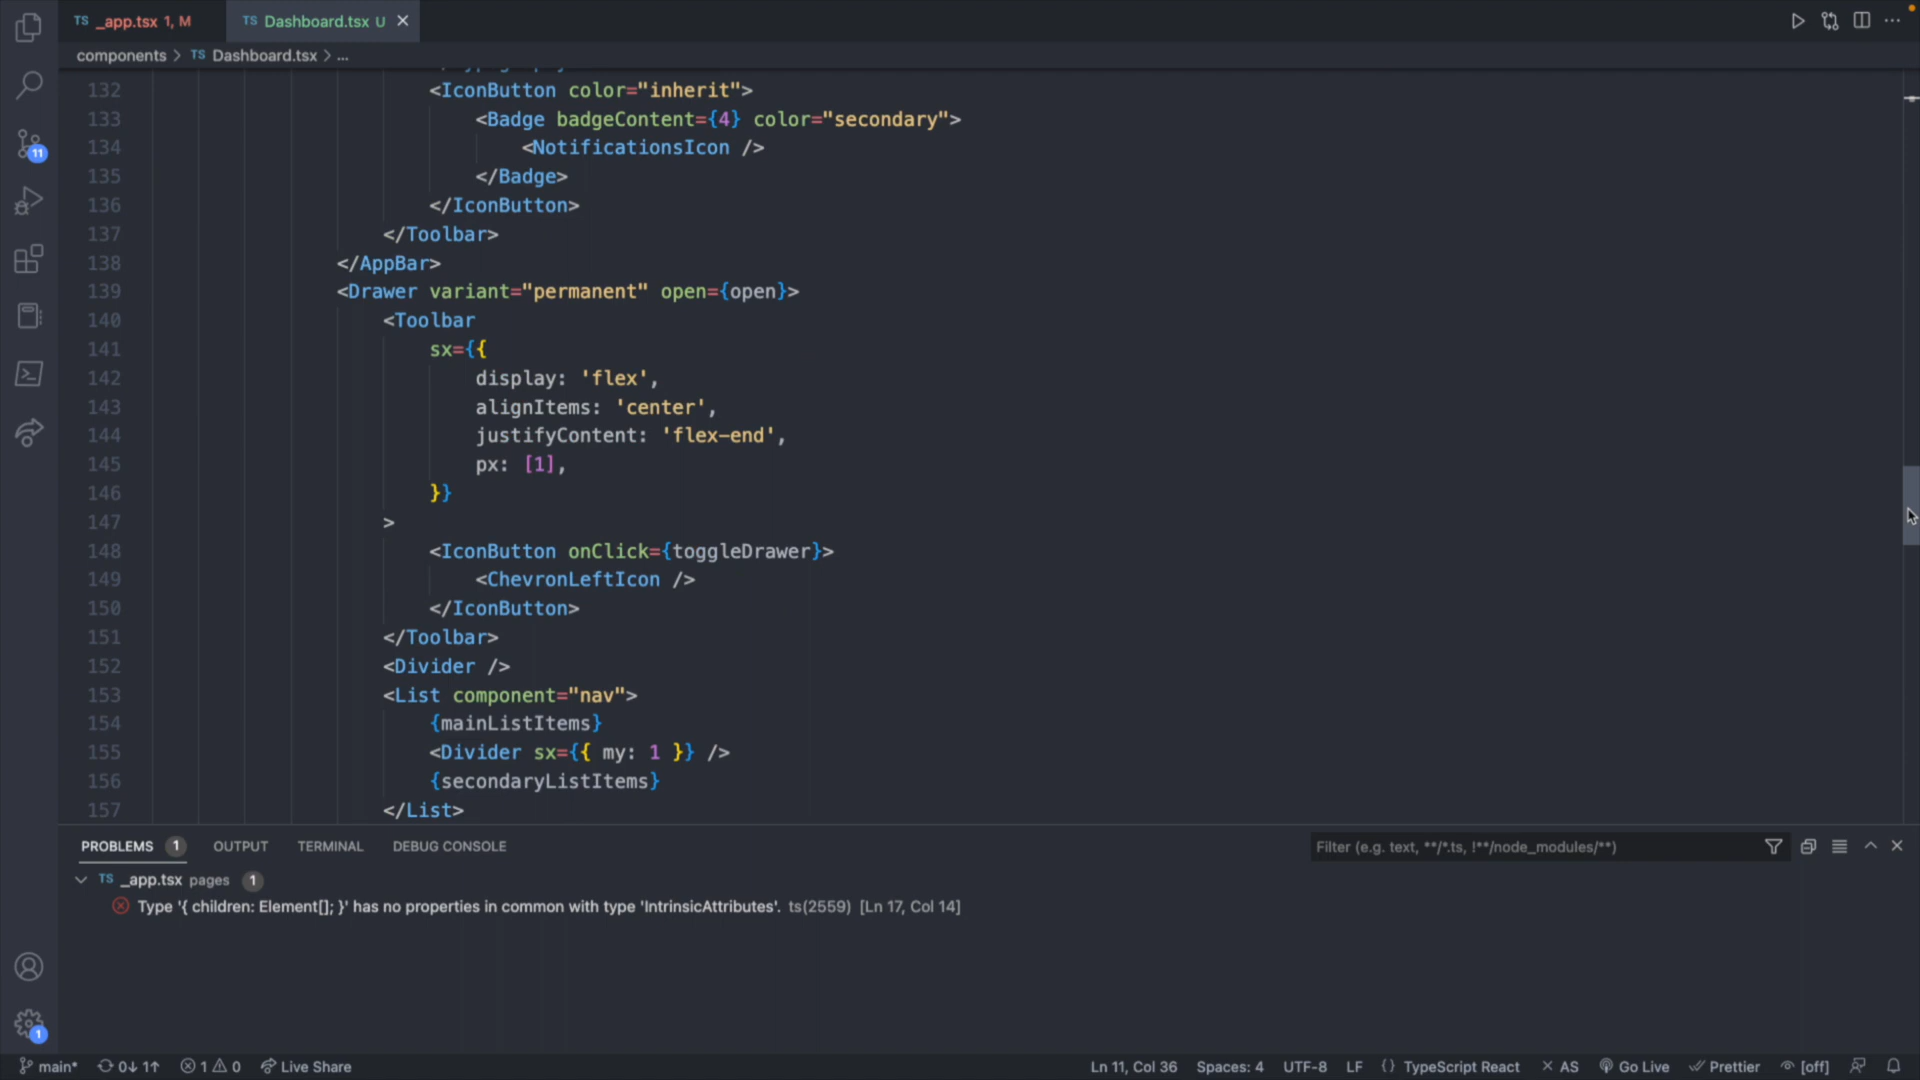 TS _app.tsx 1, M
TS Dashboard.tsx U
components > TS Dashboard.tsx > ...
132 <IconButton color="inherit">
133 <Badge badgeContent={4} color="secondary">
134 <NotificationsIcon />
135 </Badge>
136 </IconButton>
137 </Toolbar>
138 </AppBar>
139 <Drawer variant="permanent" open={open}>
140 <Toolbar
141 sx={{
142 display: 'flex',
143 alignItems: 'center',
144 justifyContent: 'flex-end',
145 px: [1],
146 }}
147 >
148 <IconButton onClick={toggleDrawer}>
149 <ChevronLeftIcon />
150 </IconButton>
151 </Toolbar>
152 <Divider />
153 <List component="nav">
154 {mainListItems}
155 <Divider sx={{ my: 1 }} />
156 {secondaryListItems}
157 </List>
11
PROBLEMS 1 OUTPUT TERMINAL DEBUG CONSOLE Filter (e.g. text, **/*.ts, !**/node_modules/**)
TS _app.tsx pages 1
Type '{ children: Element[]; }' has no properties in common with type 'IntrinsicAttributes'. ts(2559) [Ln 17, Col 14]
1
main* 0↓ 1↑ 1 0 Live Share Ln 11, Col 36 Spaces: 4 UTF-8 LF {} TypeScript React AS Go Live Prettier [off]